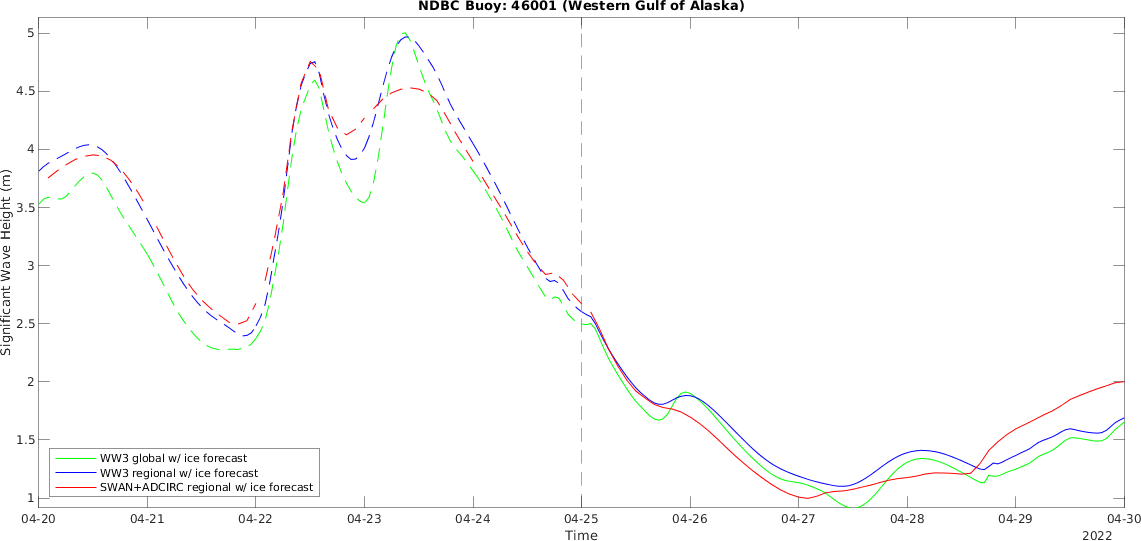 NDBC Buoy: 46001 (Western Gulf of Alaska)
Significant Wave Height (m)
5
4.5
4
3.5
3
2.5
2
1.5
1
WW3 global w/ ice forecast
WW3 regional w/ ice forecast
SWAN+ADCIRC regional w/ ice forecast
04-20 04-21 04-22 04-23 04-24 04-25 04-26 04-27 04-28 04-29 04-30
Time
2022